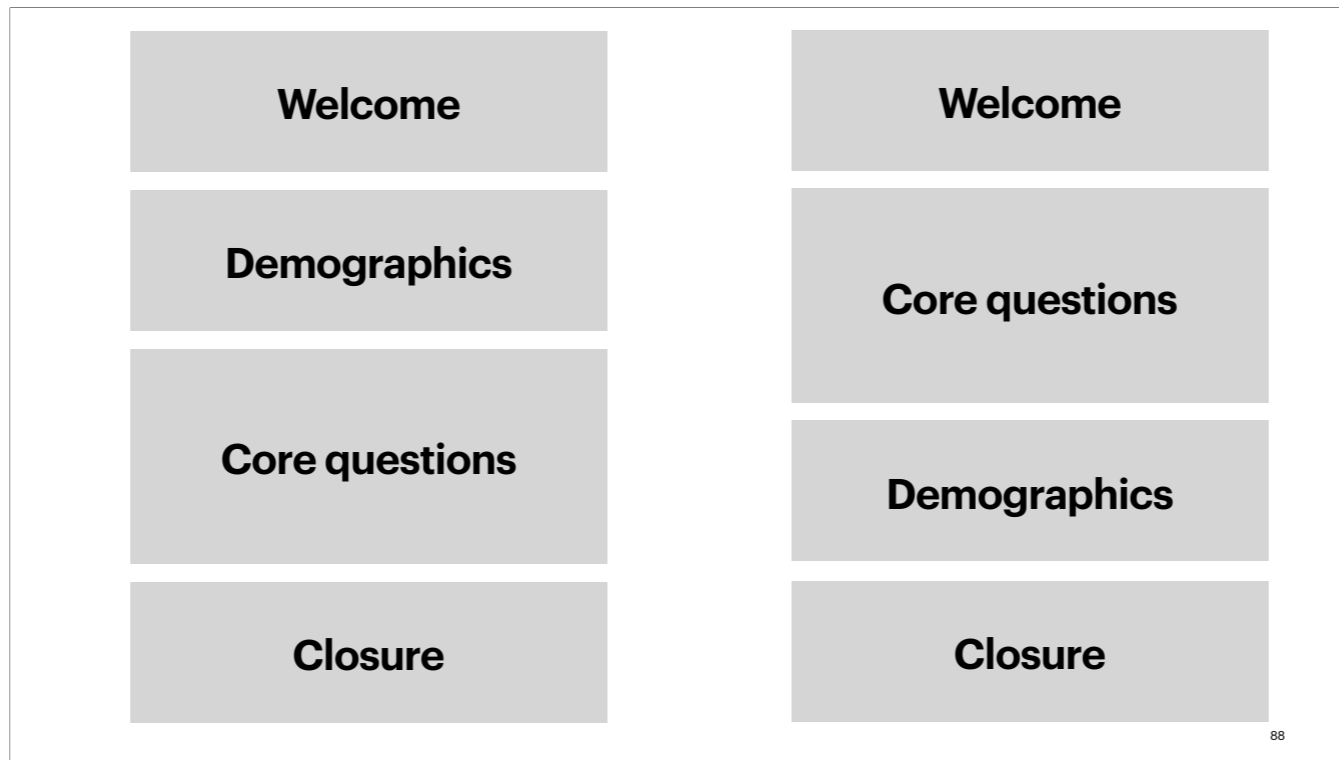 Welcome
Demographics
Core questions
Closure
Welcome
Core questions
Demographics
Closure
88